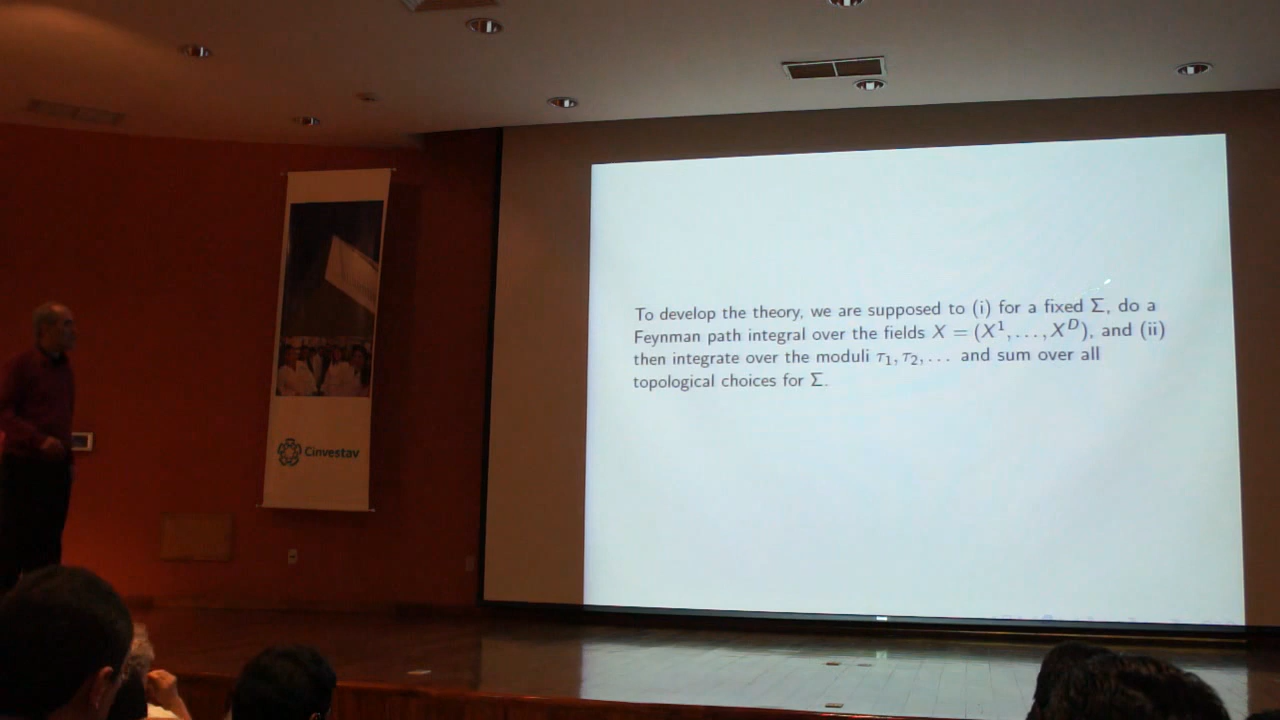 To develop the theory, we are supposed to (i) for a fixed Σ, do a
Feynman path integral over the fields X = (X¹, . . . , Xᴰ), and (ii)
then integrate over the moduli τ₁, τ₂, . . . and sum over all
topological choices for Σ.
Cinvestav